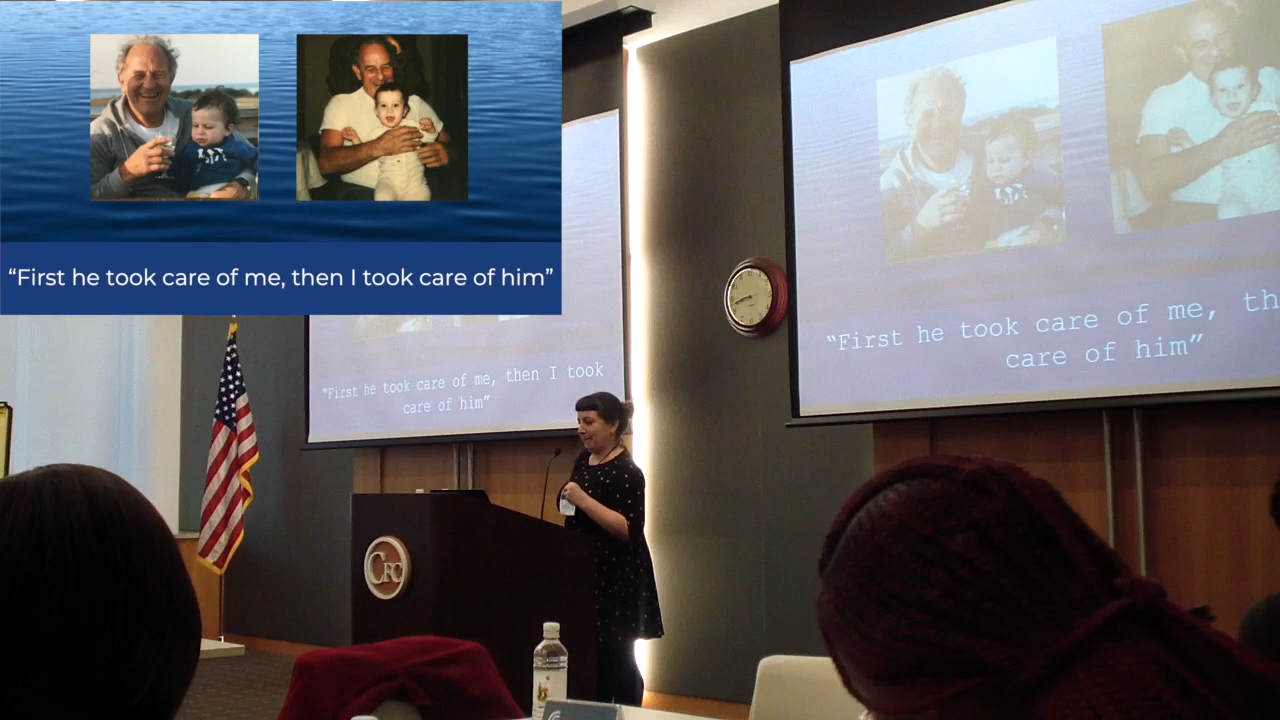 “First he took care of me, then I took care of him”
“First he took care of me, then I took
care of him”
“First he took care of me, th
care of him”
CFC